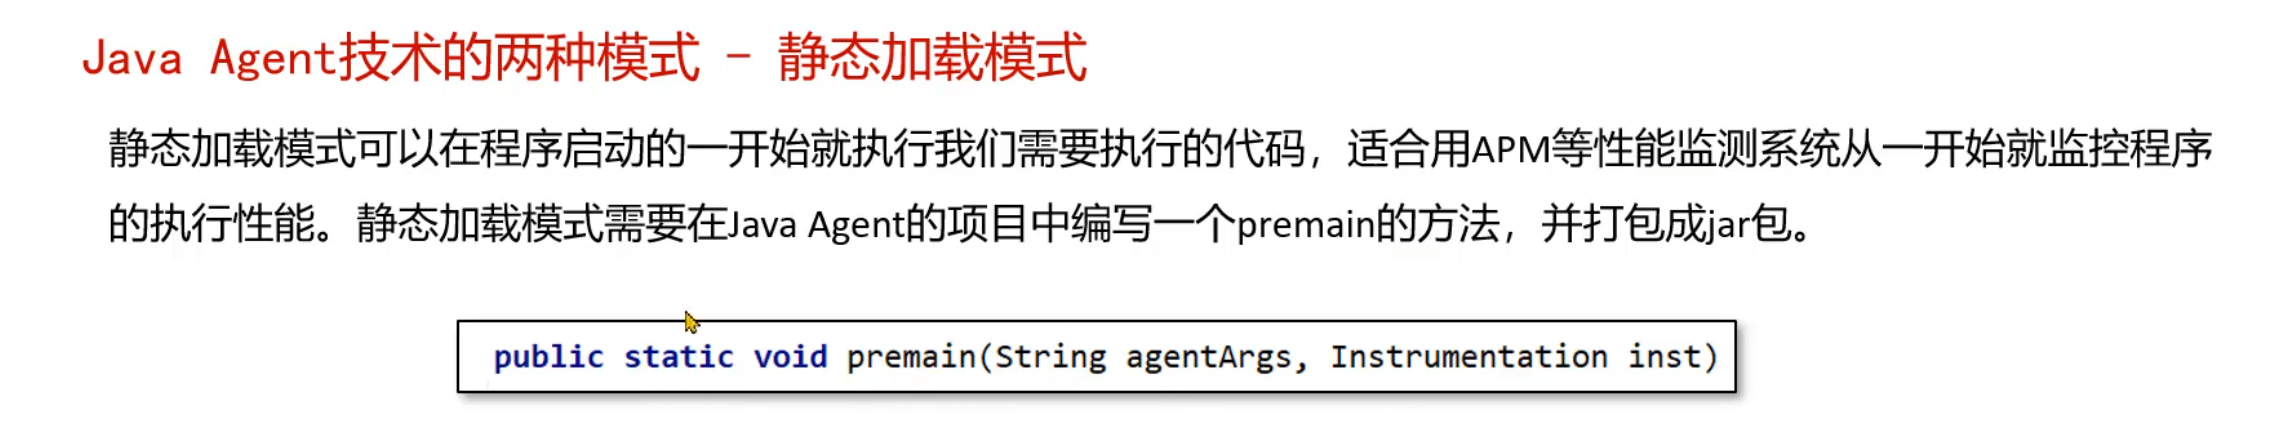 Java Agent技术的两种模式 – 静态加载模式
静态加载模式可以在程序启动的一开始就执行我们需要执行的代码，适合用APM等性能监测系统从一开始就监控程序
的执行性能。静态加载模式需要在Java Agent的项目中编写一个premain的方法，并打包成jar包。
public static void premain(String agentArgs, Instrumentation inst)